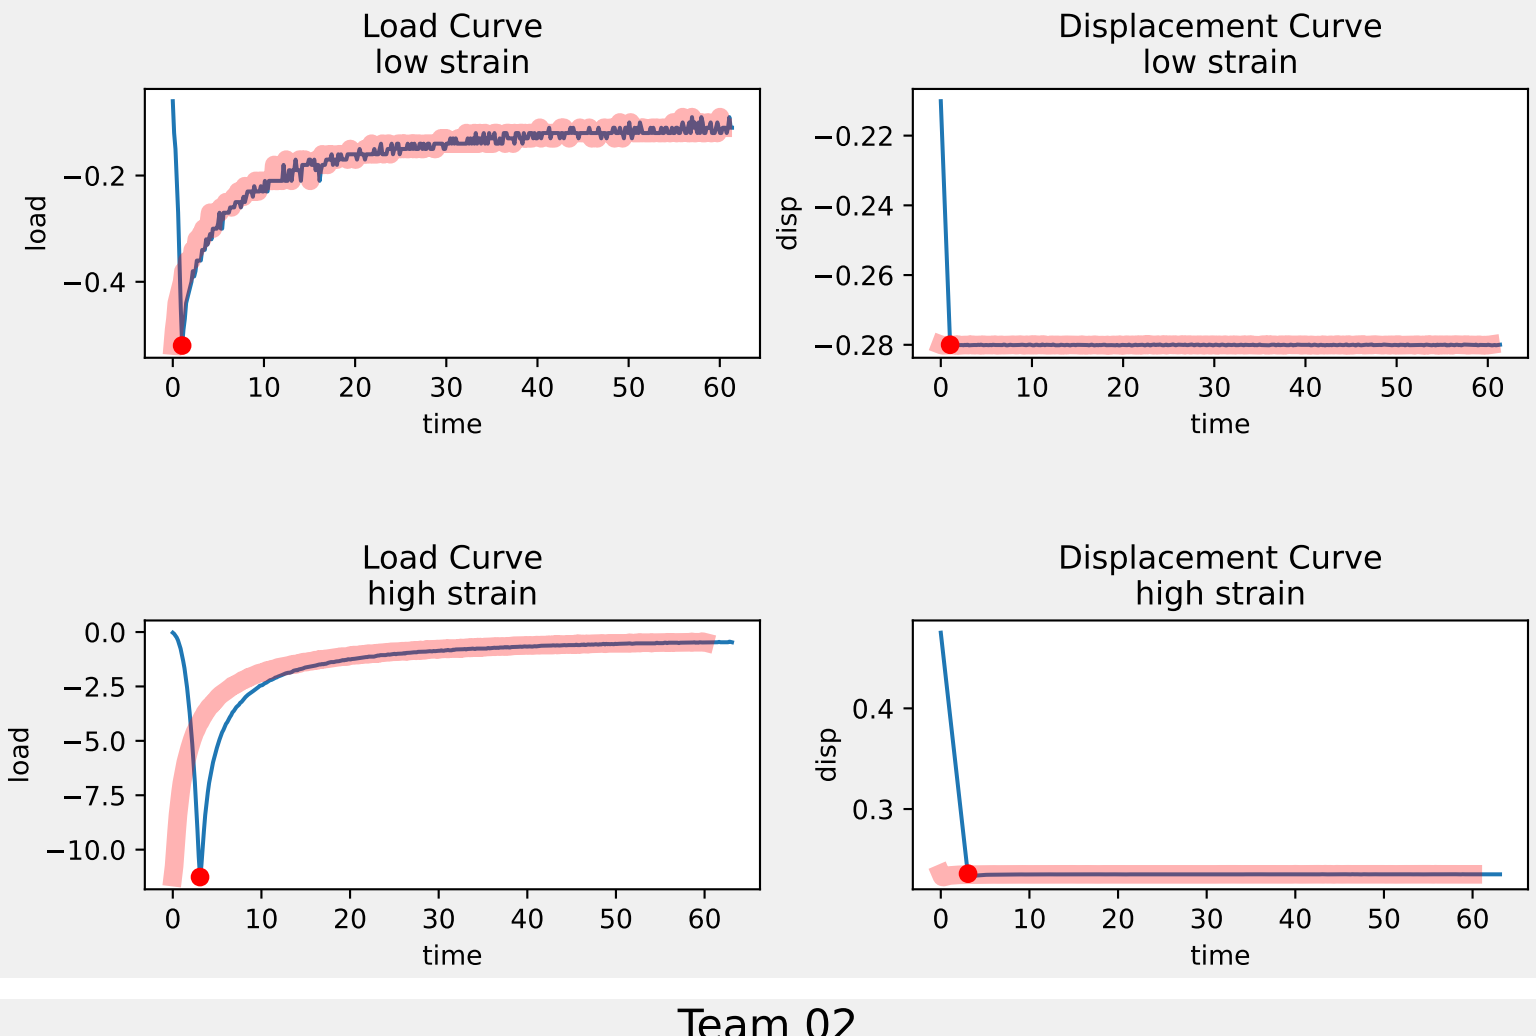 Load Curve
low strain
load
−0.2
−0.4
0 10 20 30 40 50 60
time
Displacement Curve
low strain
disp
−0.22
−0.24
−0.26
−0.28
0 10 20 30 40 50 60
time
Load Curve
high strain
load
0.0
−2.5
−5.0
−7.5
−10.0
0 10 20 30 40 50 60
time
Displacement Curve
high strain
disp
0.4
0.3
0 10 20 30 40 50 60
time
Team 02